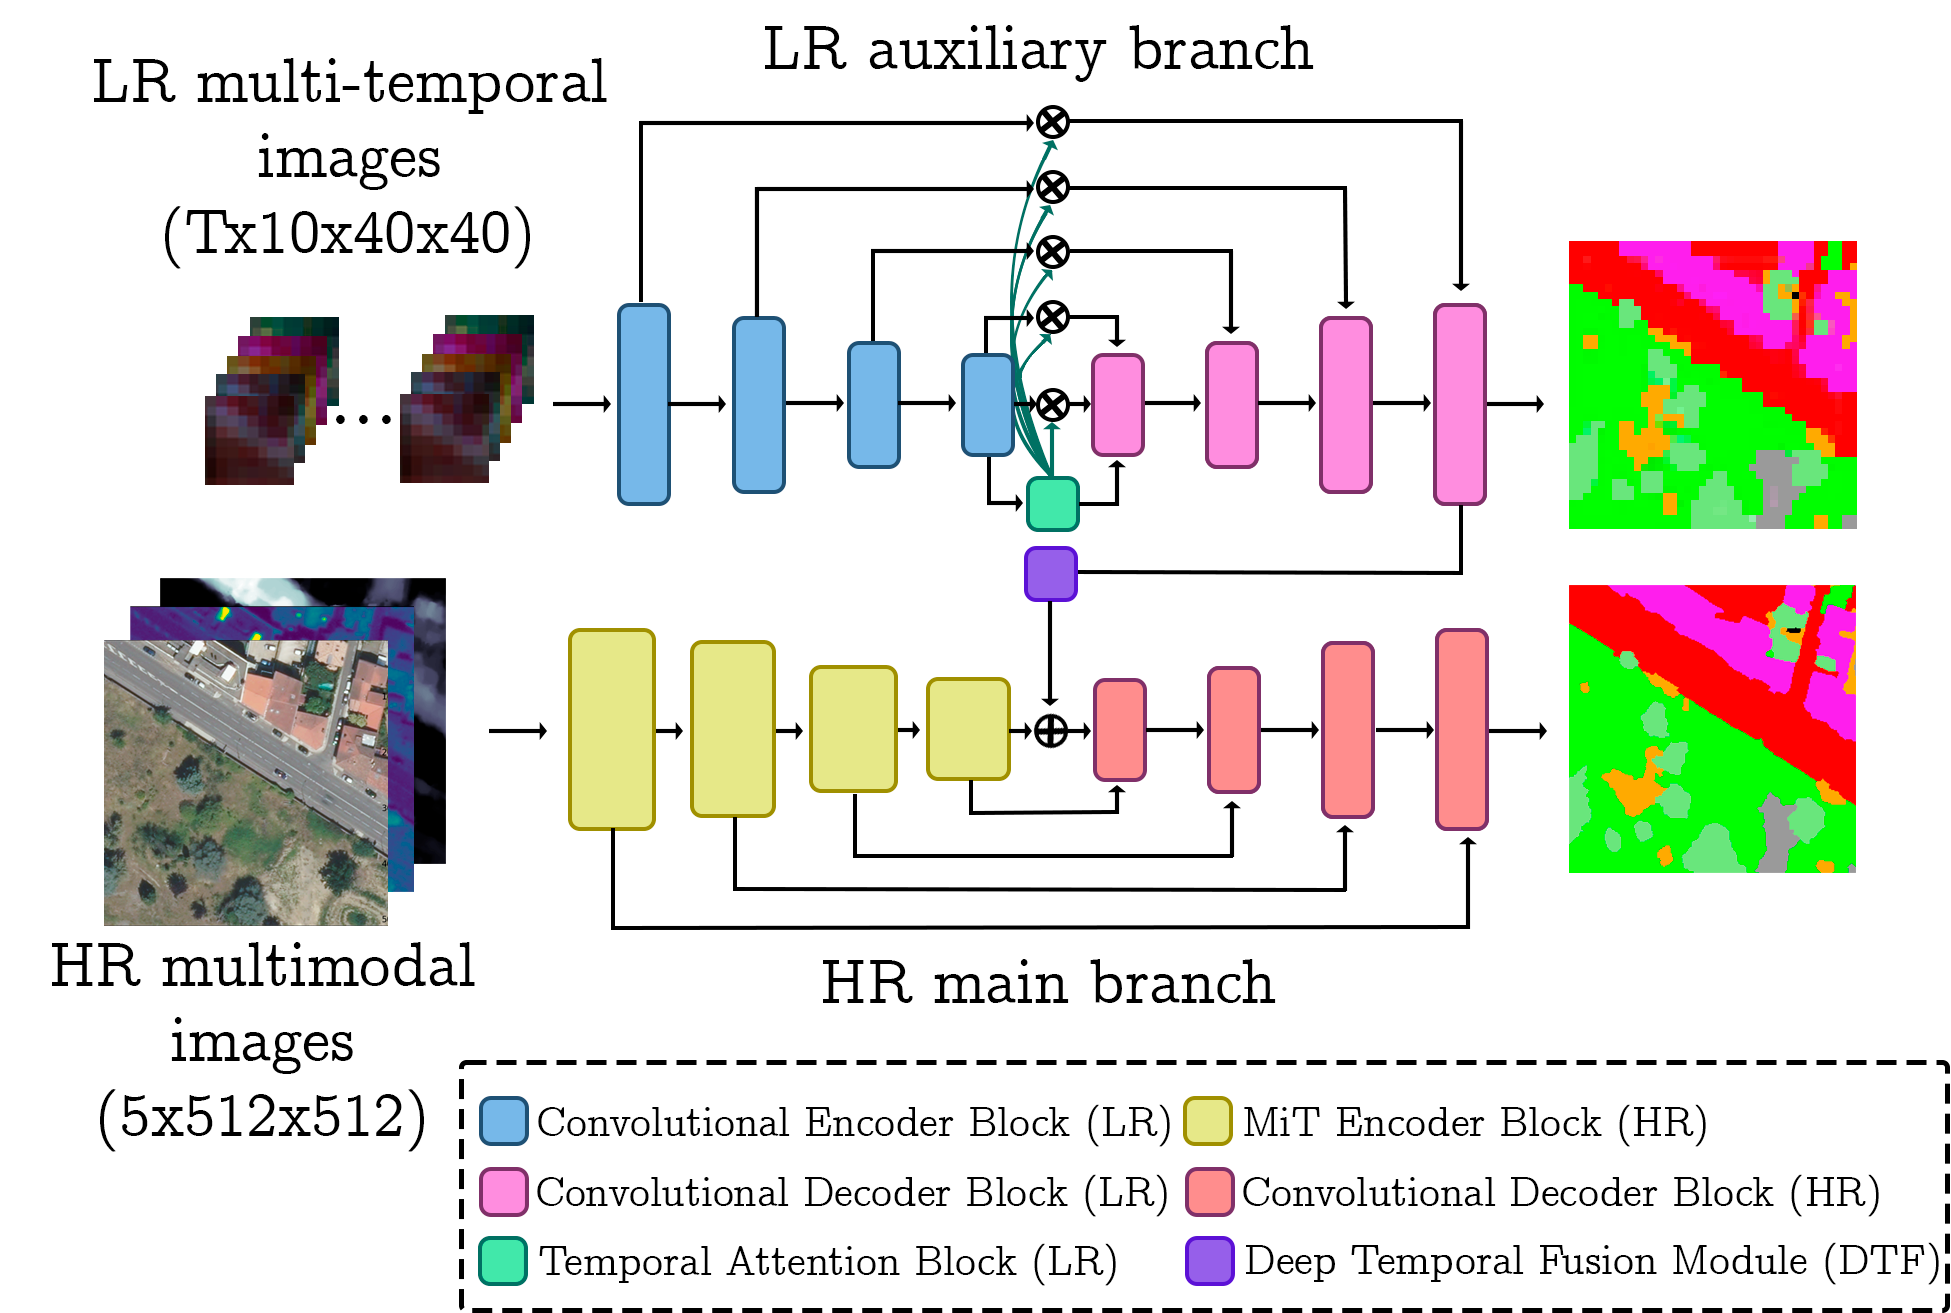 LR auxiliary branch
LR multi-temporal
images
(Tx10x40x40)
HR multimodal
images
(5x512x512)
HR main branch
Convolutional Encoder Block (LR)
MiT Encoder Block (HR)
Convolutional Decoder Block (LR)
Convolutional Decoder Block (HR)
Temporal Attention Block (LR)
Deep Temporal Fusion Module (DTF)